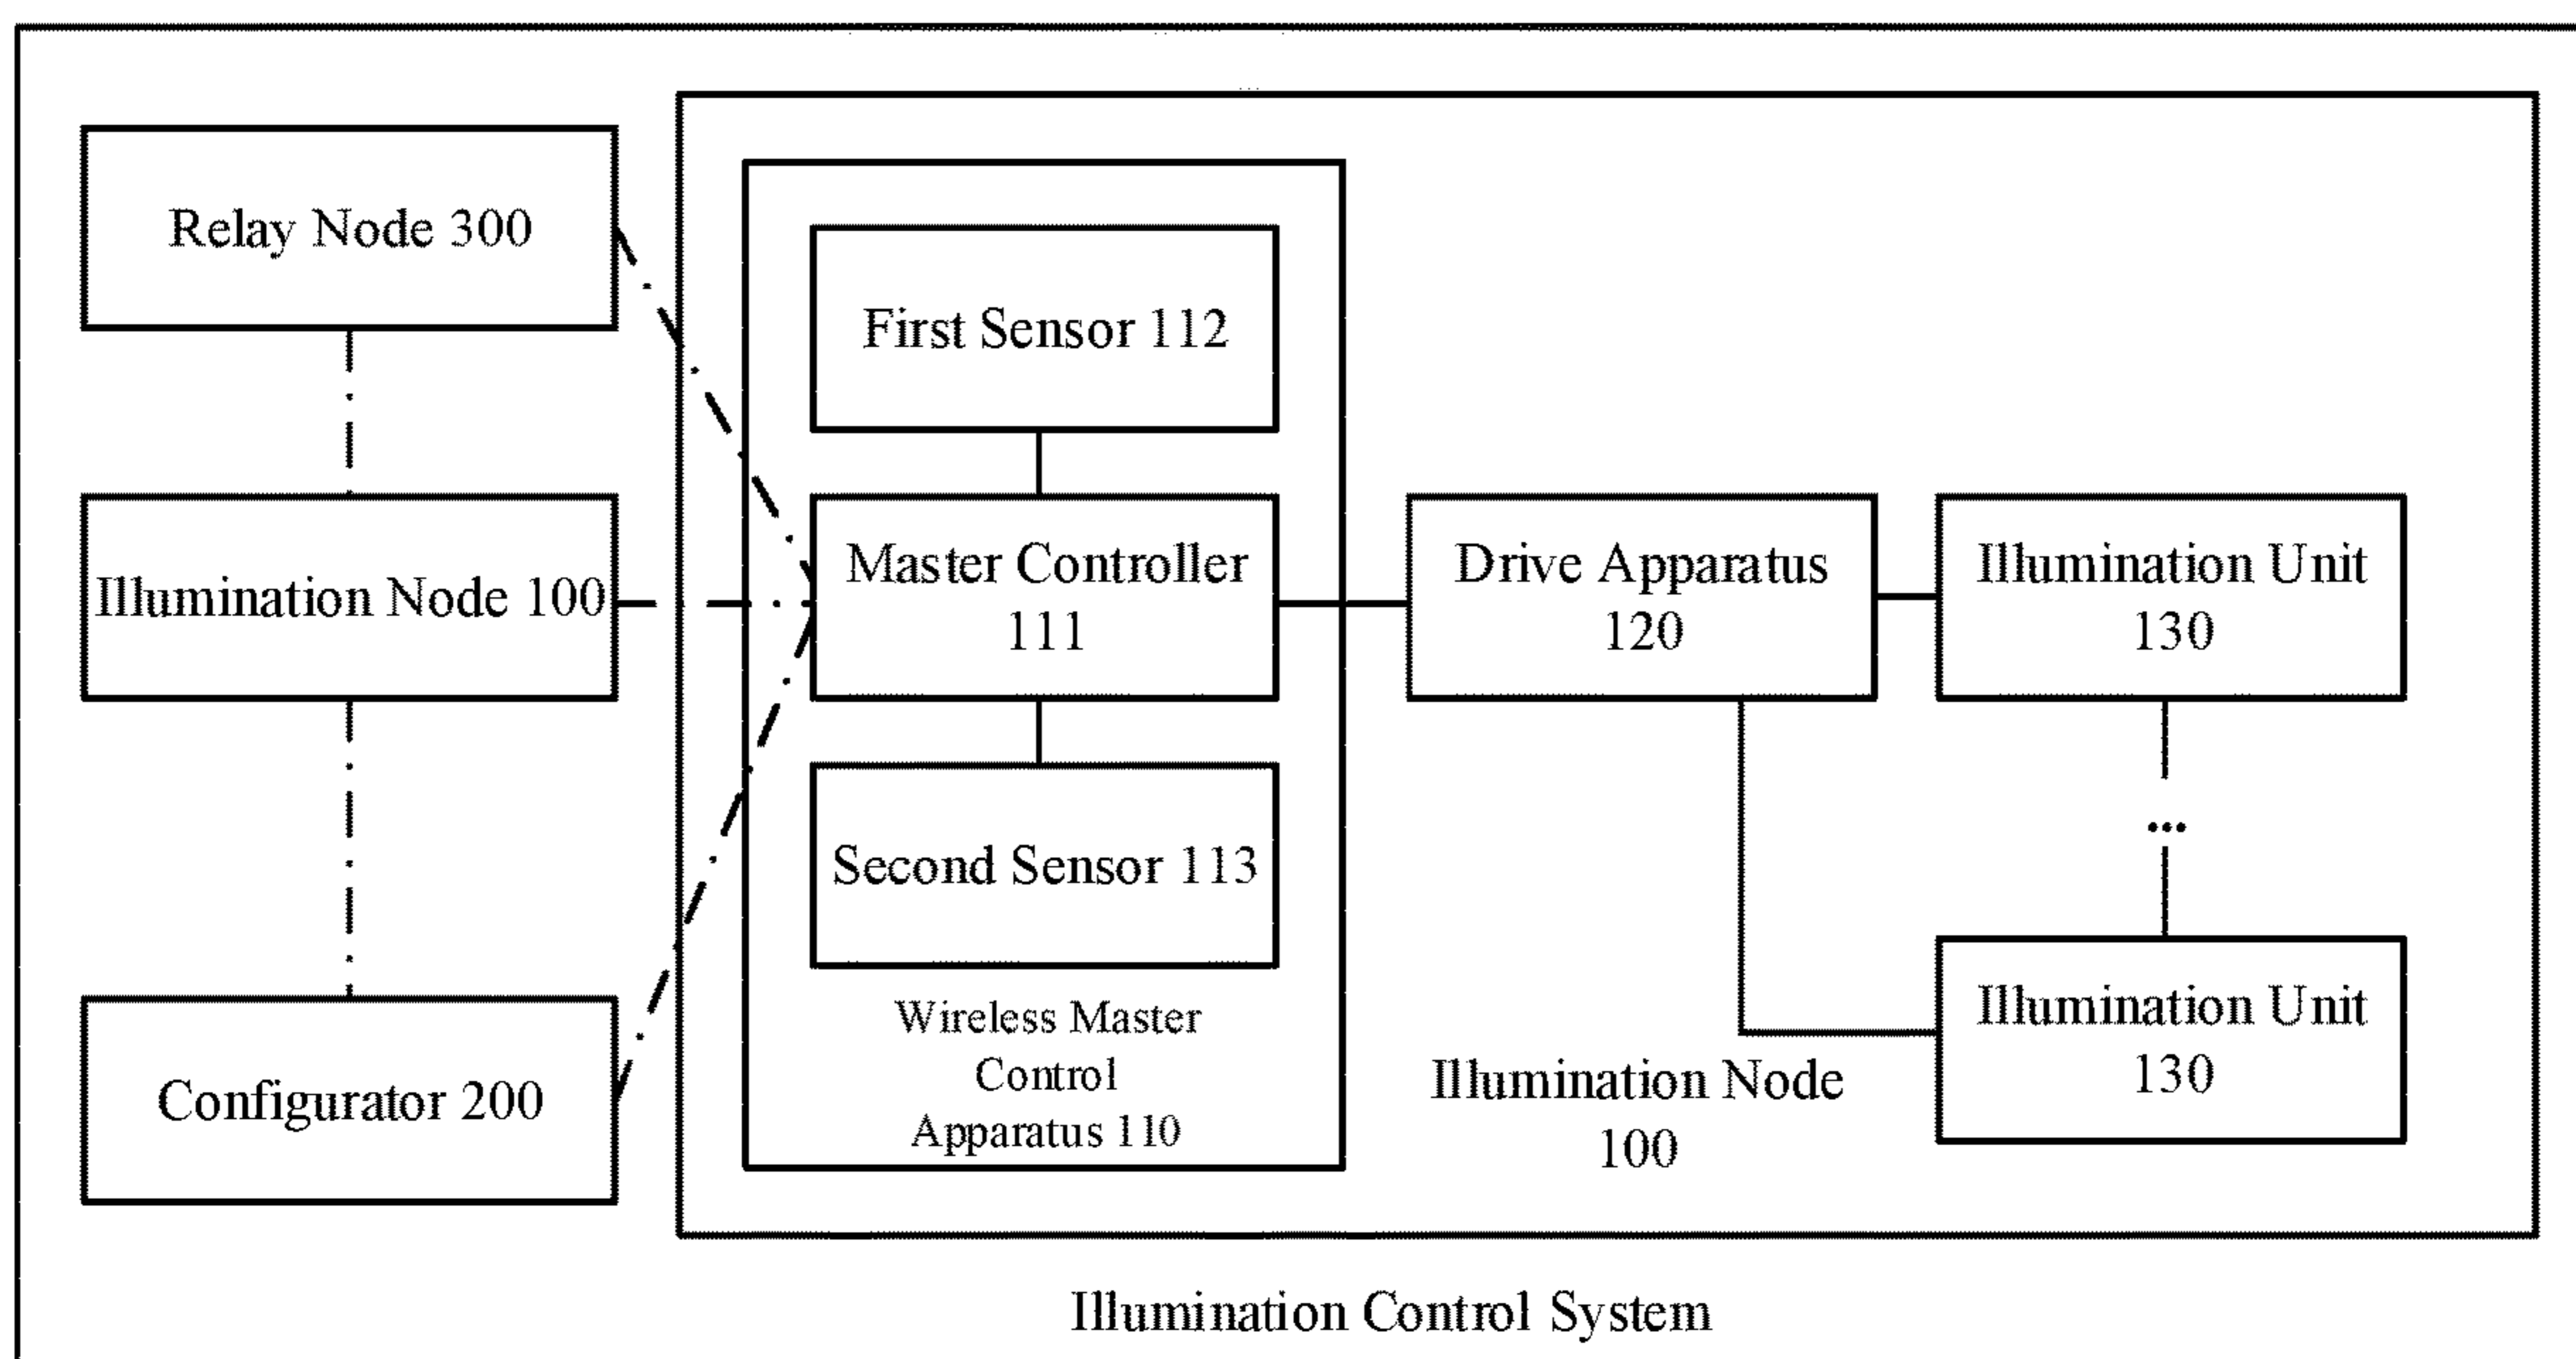 Relay Node 300
Illumination Node 100
Configurator 200
First Sensor 112
Master Controller
111
Second Sensor 113
Wireless Master
Control
Apparatus 110
Drive Apparatus
120
Illumination Unit
130
...
Illumination Unit
130
Illumination Node
100
Illumination Control System